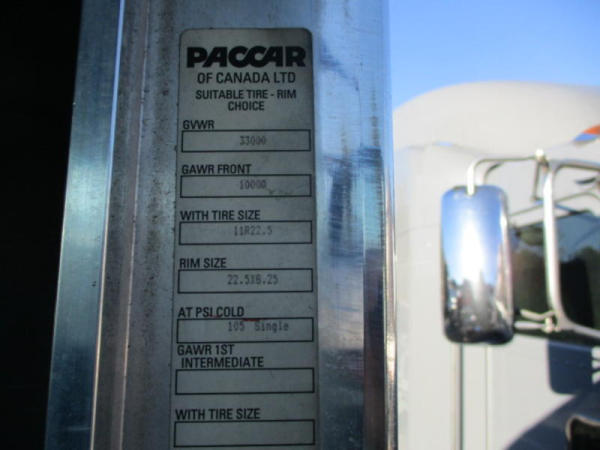 PACCAR
OF CANADA LTD
SUITABLE TIRE - RIM
CHOICE
GVWR
33000
GAWR FRONT
10000
WITH TIRE SIZE
11R22.5
RIM SIZE
22.5X8.25
AT PSI COLD
105 Single
GAWR 1ST
INTERMEDIATE
WITH TIRE SIZE